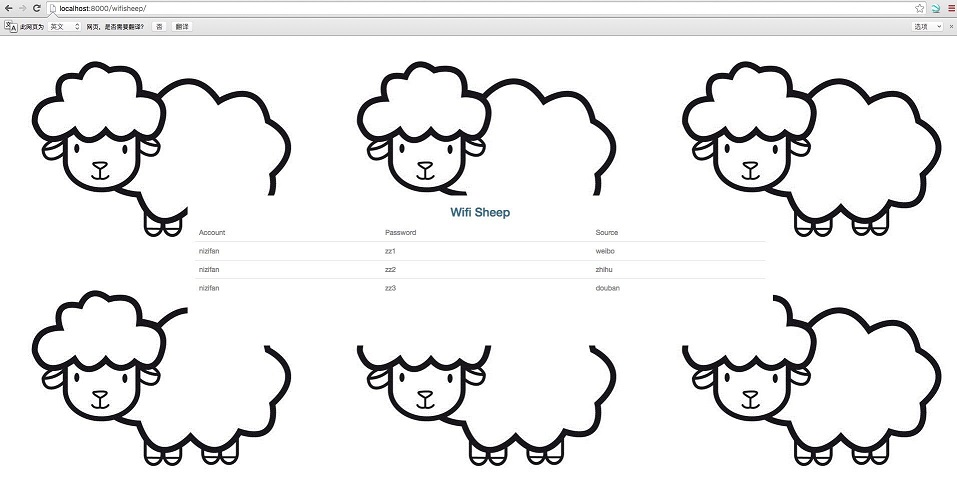 localhost:8000/wifisheep/
此网页为 英文 网页，是否需要翻译？ 否 翻译 选项
Wifi Sheep
Account Password Source
nizifan zz1 weibo
nizifan zz2 zhihu
nizifan zz3 douban